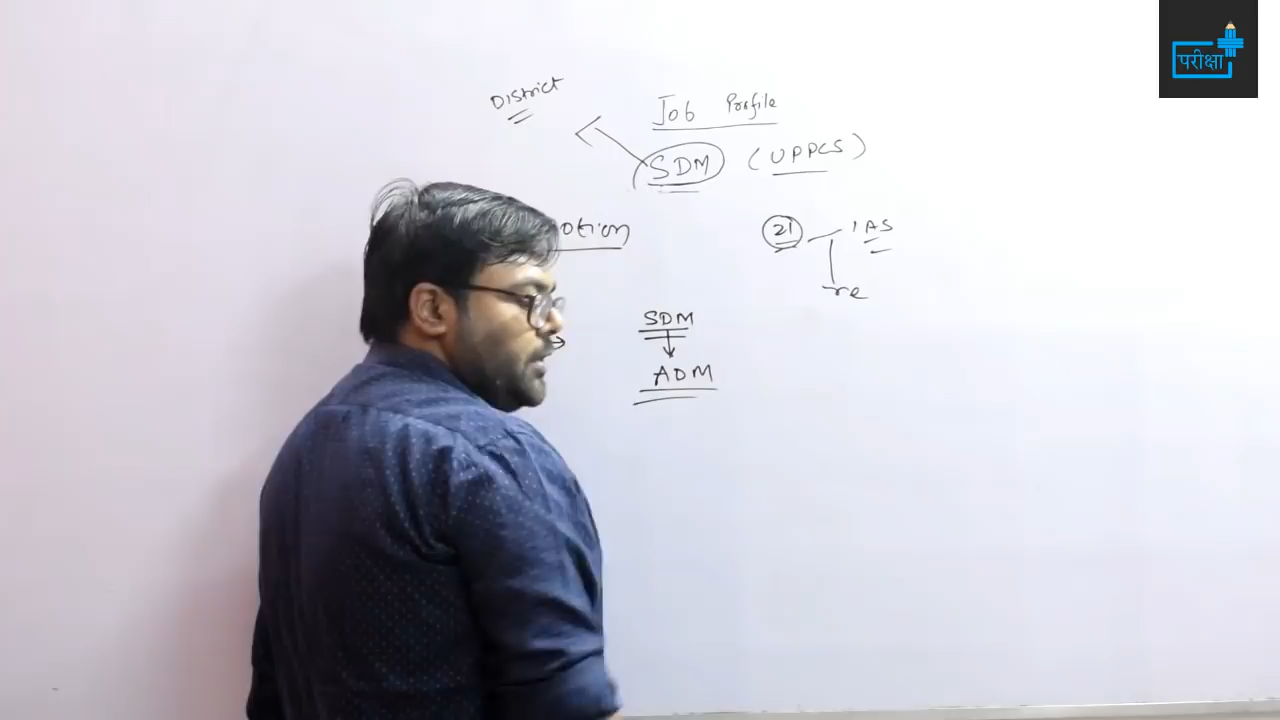 परीक्षा
District
Job Profile
SDM (UPPCS)
otion
21 IAS
re
SDM
ADM